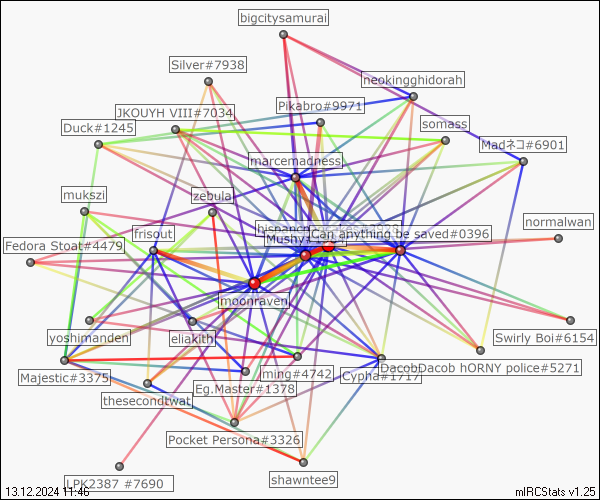 bigcitysamurai
Silver#7938
neokingghidorah
Pikabro#9971
JKOUYH VIII#7034
somass
Duck#1245
Madネコ#6901
marcemadness
mukszi
zebula
normalwan
frisout
Can anything be saved#0396
Mushy
Fedora Stoat#4479
moonraven
yoshimanden
eliakith
Swirly Boi#6154
DacobDacob hORNY police#5271
ming#4742
Cypha#1717
Majestic#3375
Eg.Master#1378
thesecondtwat
Pocket Persona#3326
shawntee9
LPK2387 #7690
13.12.2024 11:46
mIRCStats v1.25